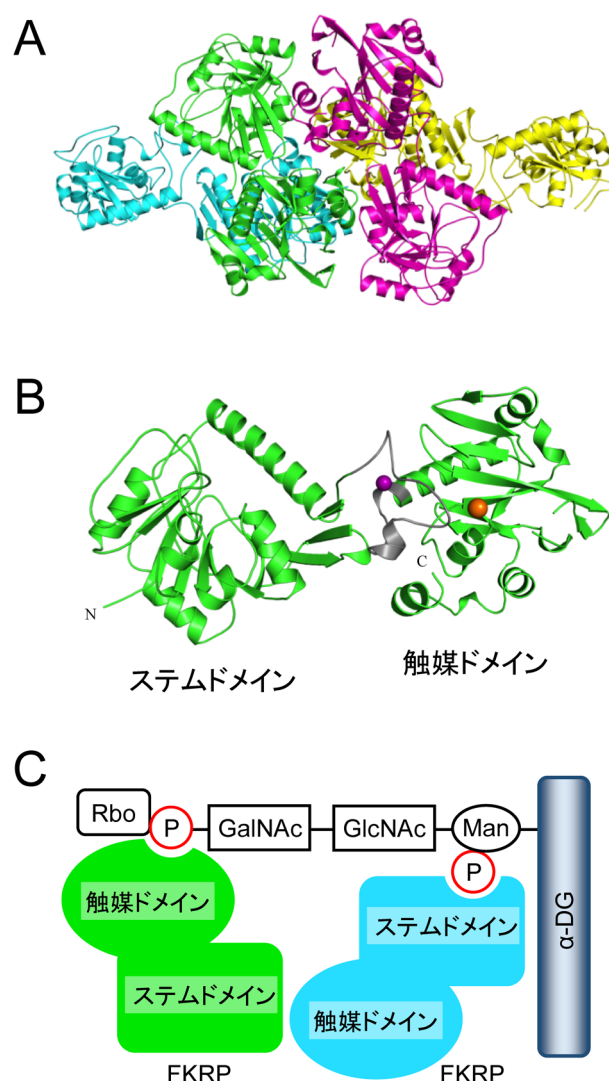 A
B
N
C
ステムドメイン
触媒ドメイン
C
Rbo
P
GalNAc
GlcNAc
Man
P
触媒ドメイン
ステムドメイン
ステムドメイン
触媒ドメイン
α-DG
FKRP
FKRP